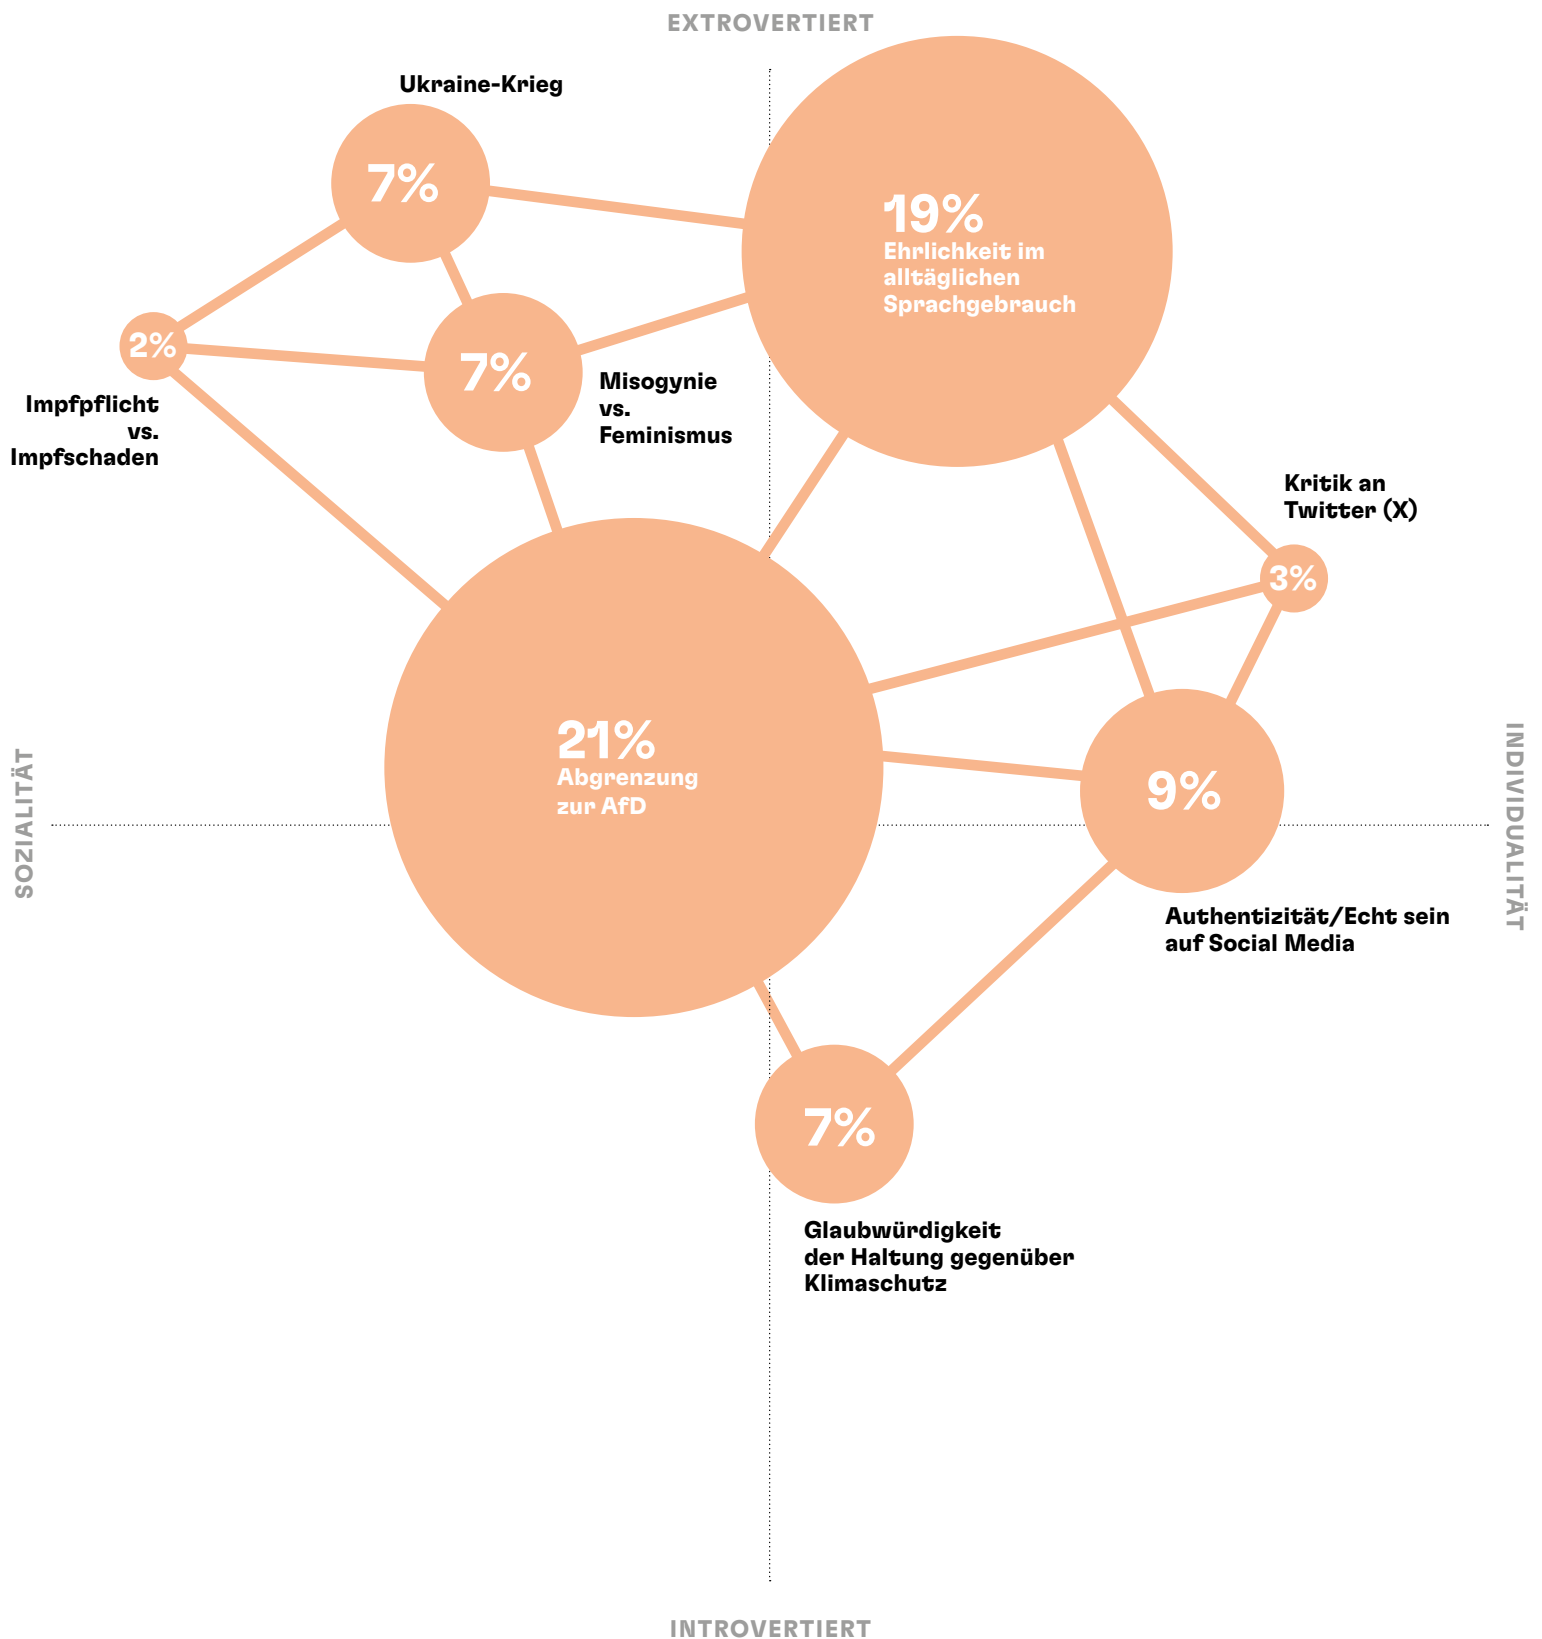 EXTROVERTIERT
Ukraine-Krieg
7%
19%
Ehrlichkeit im
alltäglichen
Sprachgebrauch
2%
Impfpflicht
vs.
Impfschaden
7%
Misogynie
vs.
Feminismus
Kritik an
Twitter (X)
3%
SOZIALITÄT
21%
Abgrenzung
zur AfD
9%
INDIVIDUALITÄT
Authentizität/Echt sein
auf Social Media
7%
Glaubwürdigkeit
der Haltung gegenüber
Klimaschutz
INTROVERTIERT